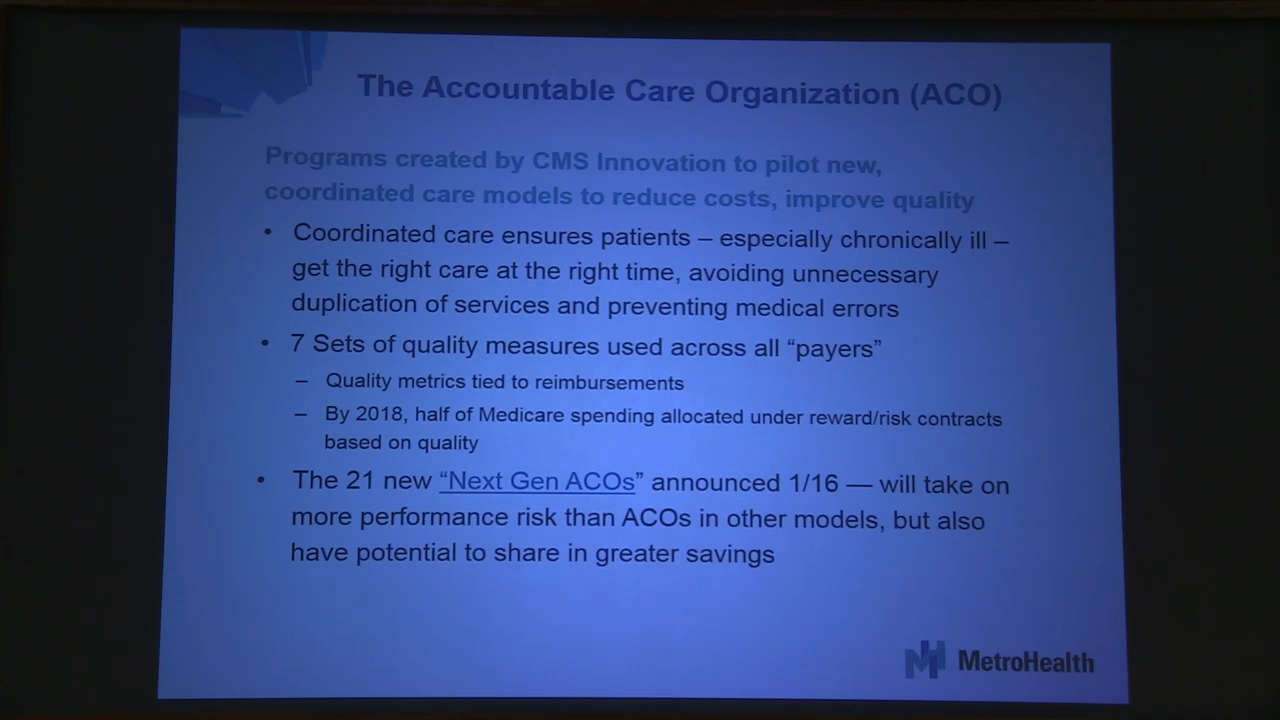 The Accountable Care Organization (ACO)
Programs created by CMS Innovation to pilot new,
coordinated care models to reduce costs, improve quality
• Coordinated care ensures patients – especially chronically ill –
get the right care at the right time, avoiding unnecessary
duplication of services and preventing medical errors
• 7 Sets of quality measures used across all “payers”
– Quality metrics tied to reimbursements
– By 2018, half of Medicare spending allocated under reward/risk contracts
based on quality
• The 21 new “Next Gen ACOs” announced 1/16 — will take on
more performance risk than ACOs in other models, but also
have potential to share in greater savings
MetroHealth